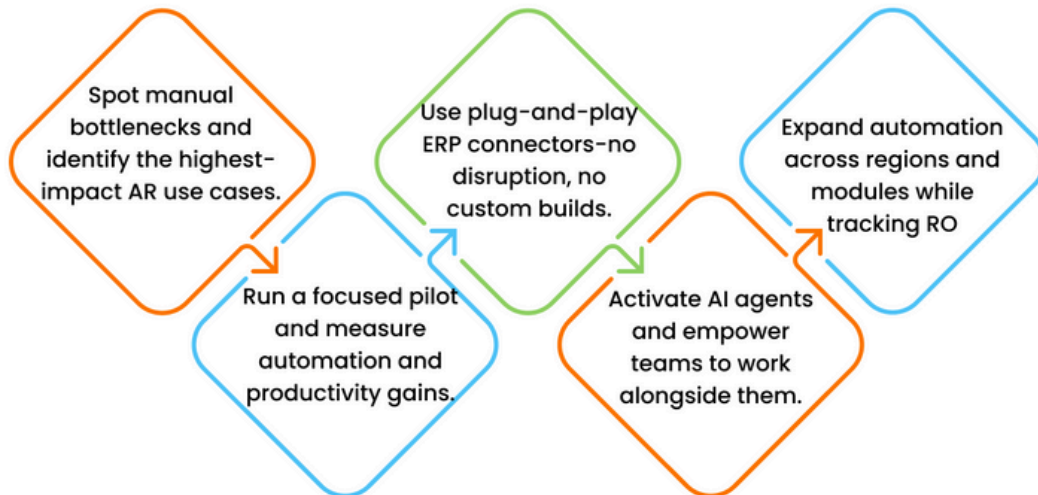 Spot manual
bottlenecks and
identify the highest-
impact AR use cases.
Run a focused pilot
and measure
automation and
productivity gains.
Use plug-and-play
ERP connectors-no
disruption, no
custom builds.
Activate AI agents
and empower
teams to work
alongside them.
Expand automation
across regions and
modules while
tracking RO